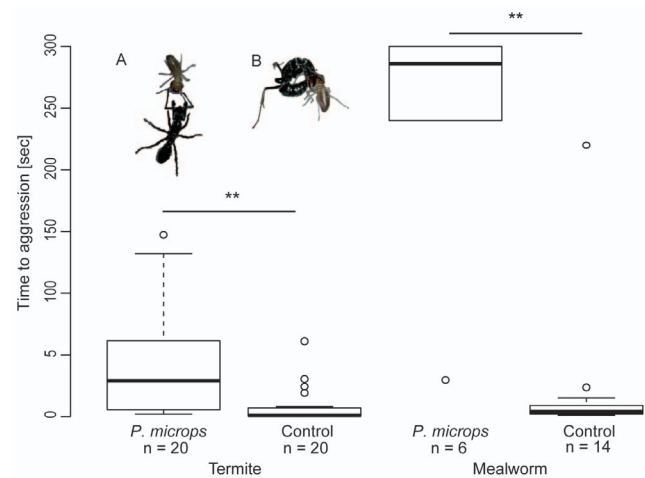 **
A
B
**
Time to aggression [sec]
300
250
200
150
100
5
0
P. microps
n = 20
Control
n = 20
P. microps
n = 6
Control
n = 14
Termite
Mealworm